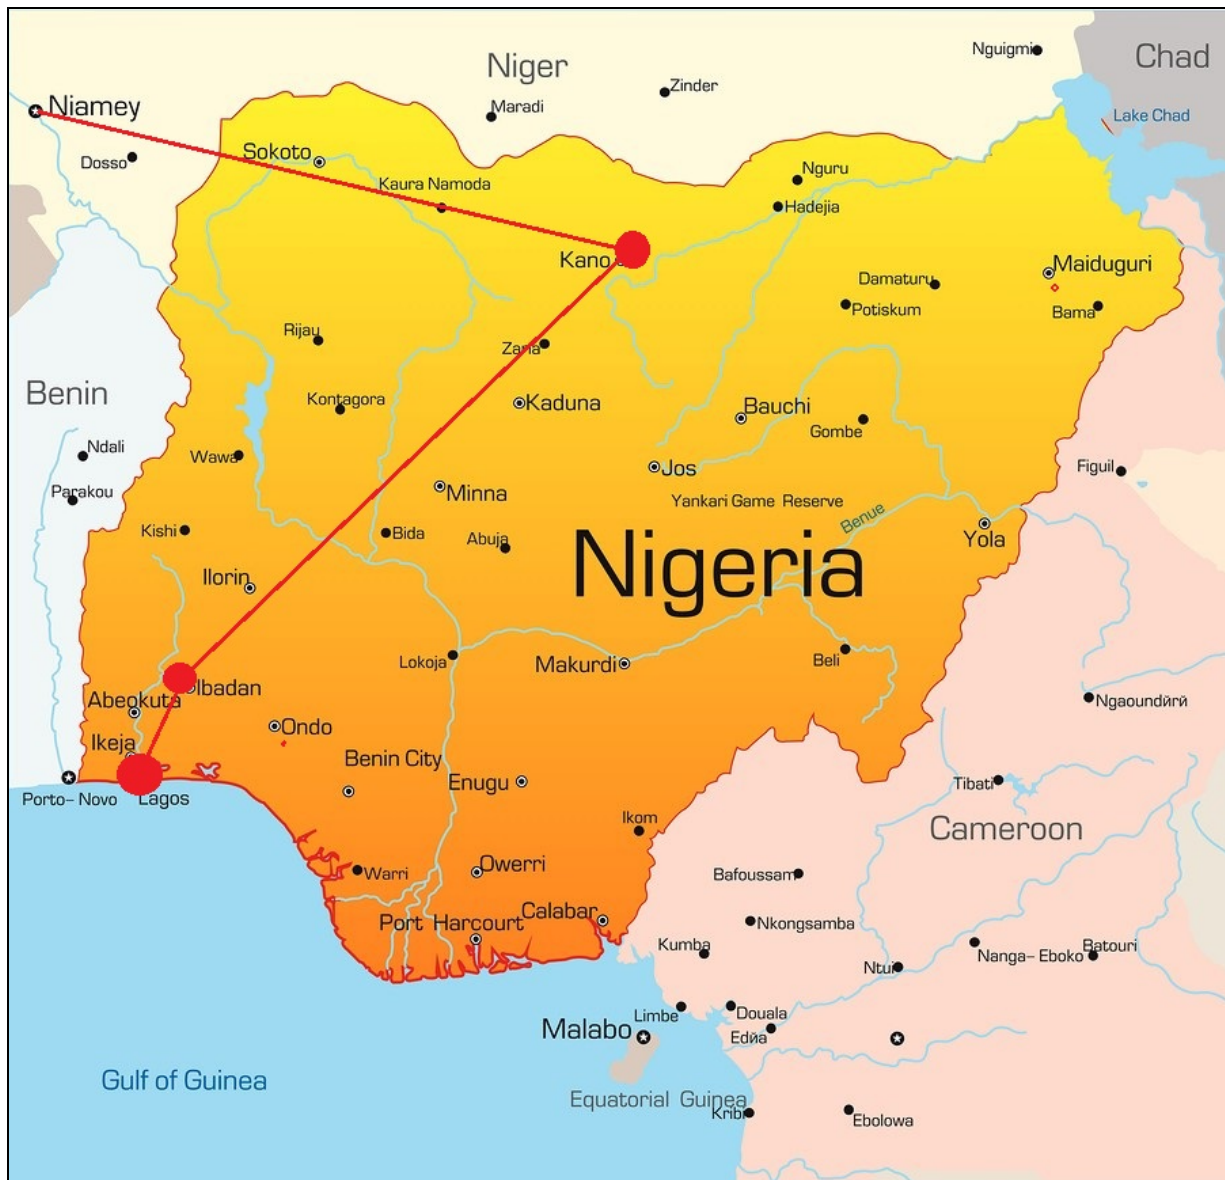 Niger
Chad
Nguigmi
Zinder
Maradi
Niamey
Lake Chad
Dosso
Sokoto
Kaura Namoda
Nguru
Hadejia
Kano
Maiduguri
Damaturu
Potiskum
Bama
Rijau
Zaria
Benin
Kontagora
Kaduna
Bauchi
Gombe
Ndali
Wawa
Jos
Figuil
Parakou
Minna
Yankari Game Reserve
Benue
Kishi
Bida
Abuja
Nigeria
Yola
Ilorin
Lokoja
Makurdi
Beli
Ibadan
Abeokuta
Ngaoundйrй
Ondo
Ikeja
Benin City
Enugu
Tibati
Porto- Novo
Lagos
Ikom
Cameroon
Warri
Owerri
Bafoussam
Port Harcourt
Calabar
Nkongsamba
Kumba
Batouri
Nanga- Eboko
Ntui
Limbe
Douala
Malabo
Edйa
Gulf of Guinea
Equatorial Guinea
Kribi
Ebolowa